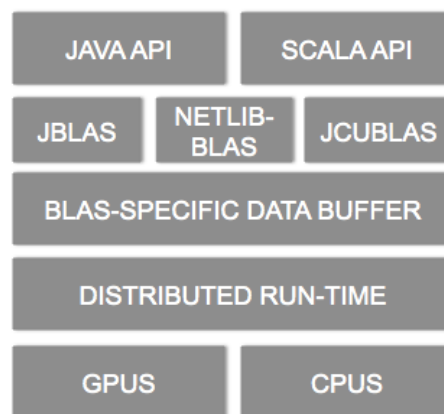 JAVA API
SCALA API
JBLAS
NETLIB-
BLAS
JCUBLAS
BLAS-SPECIFIC DATA BUFFER
DISTRIBUTED RUN-TIME
GPUS
CPUS